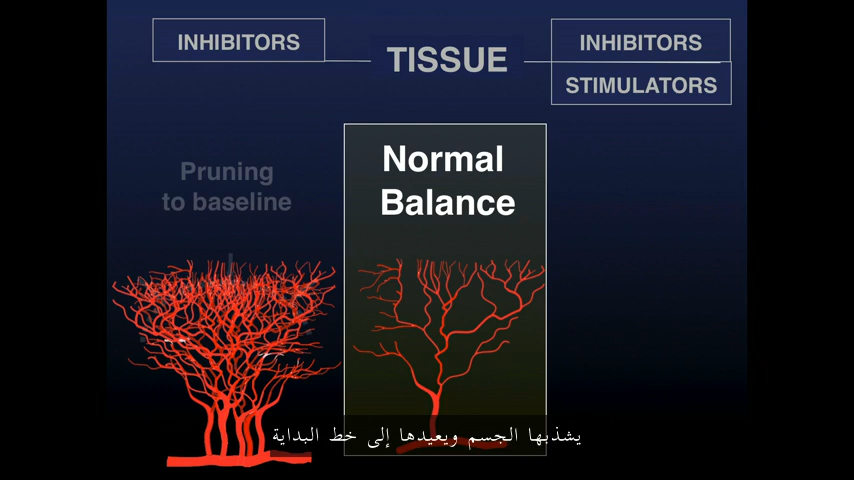 INHIBITORS
TISSUE
INHIBITORS
STIMULATORS
Normal
Balance
Pruning
to baseline
يشذبها الجسم ويعيدها إلى خط البداية